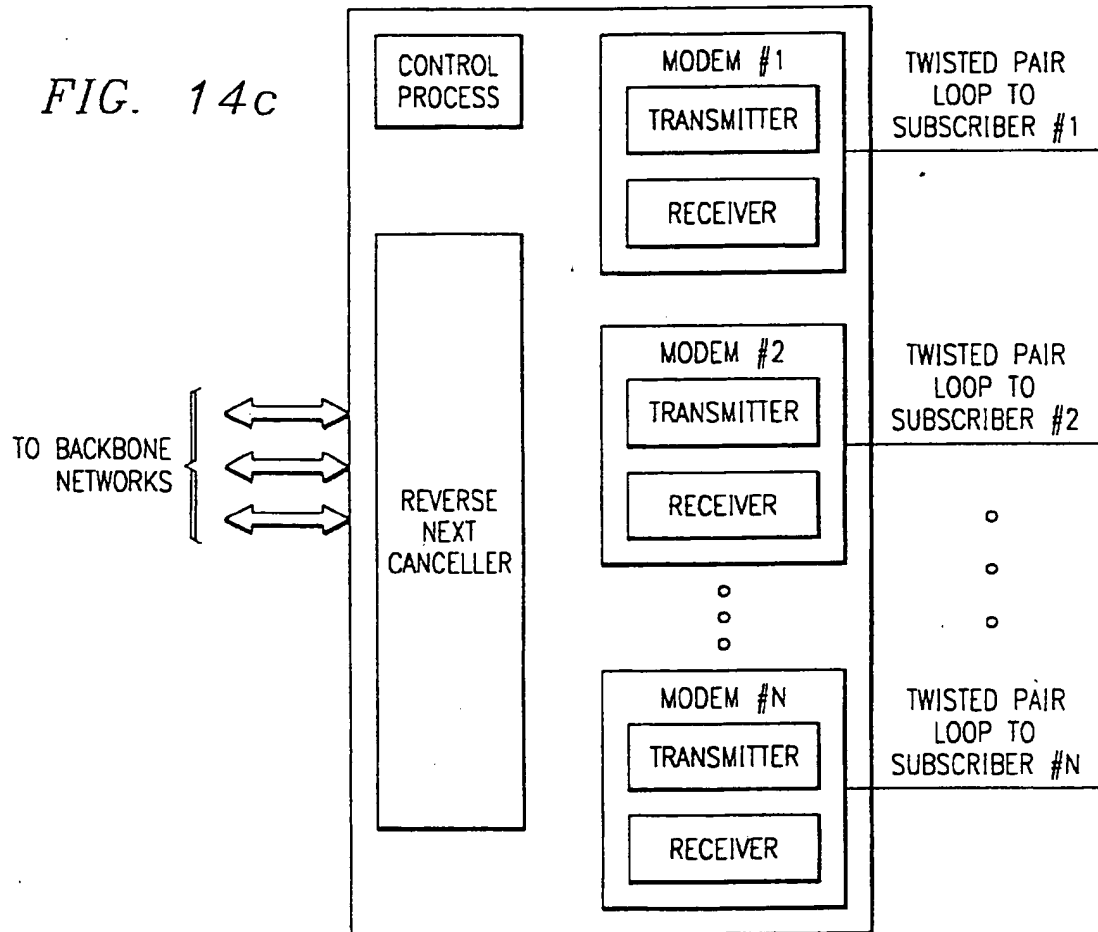 FIG. 14c
CONTROL
PROCESS
REVERSE
NEXT
CANCELLER
TO BACKBONE
NETWORKS
MODEM #1
TRANSMITTER
RECEIVER
TWISTED PAIR
LOOP TO
SUBSCRIBER #1
MODEM #2
TRANSMITTER
RECEIVER
TWISTED PAIR
LOOP TO
SUBSCRIBER #2
MODEM #N
TRANSMITTER
RECEIVER
TWISTED PAIR
LOOP TO
SUBSCRIBER #N